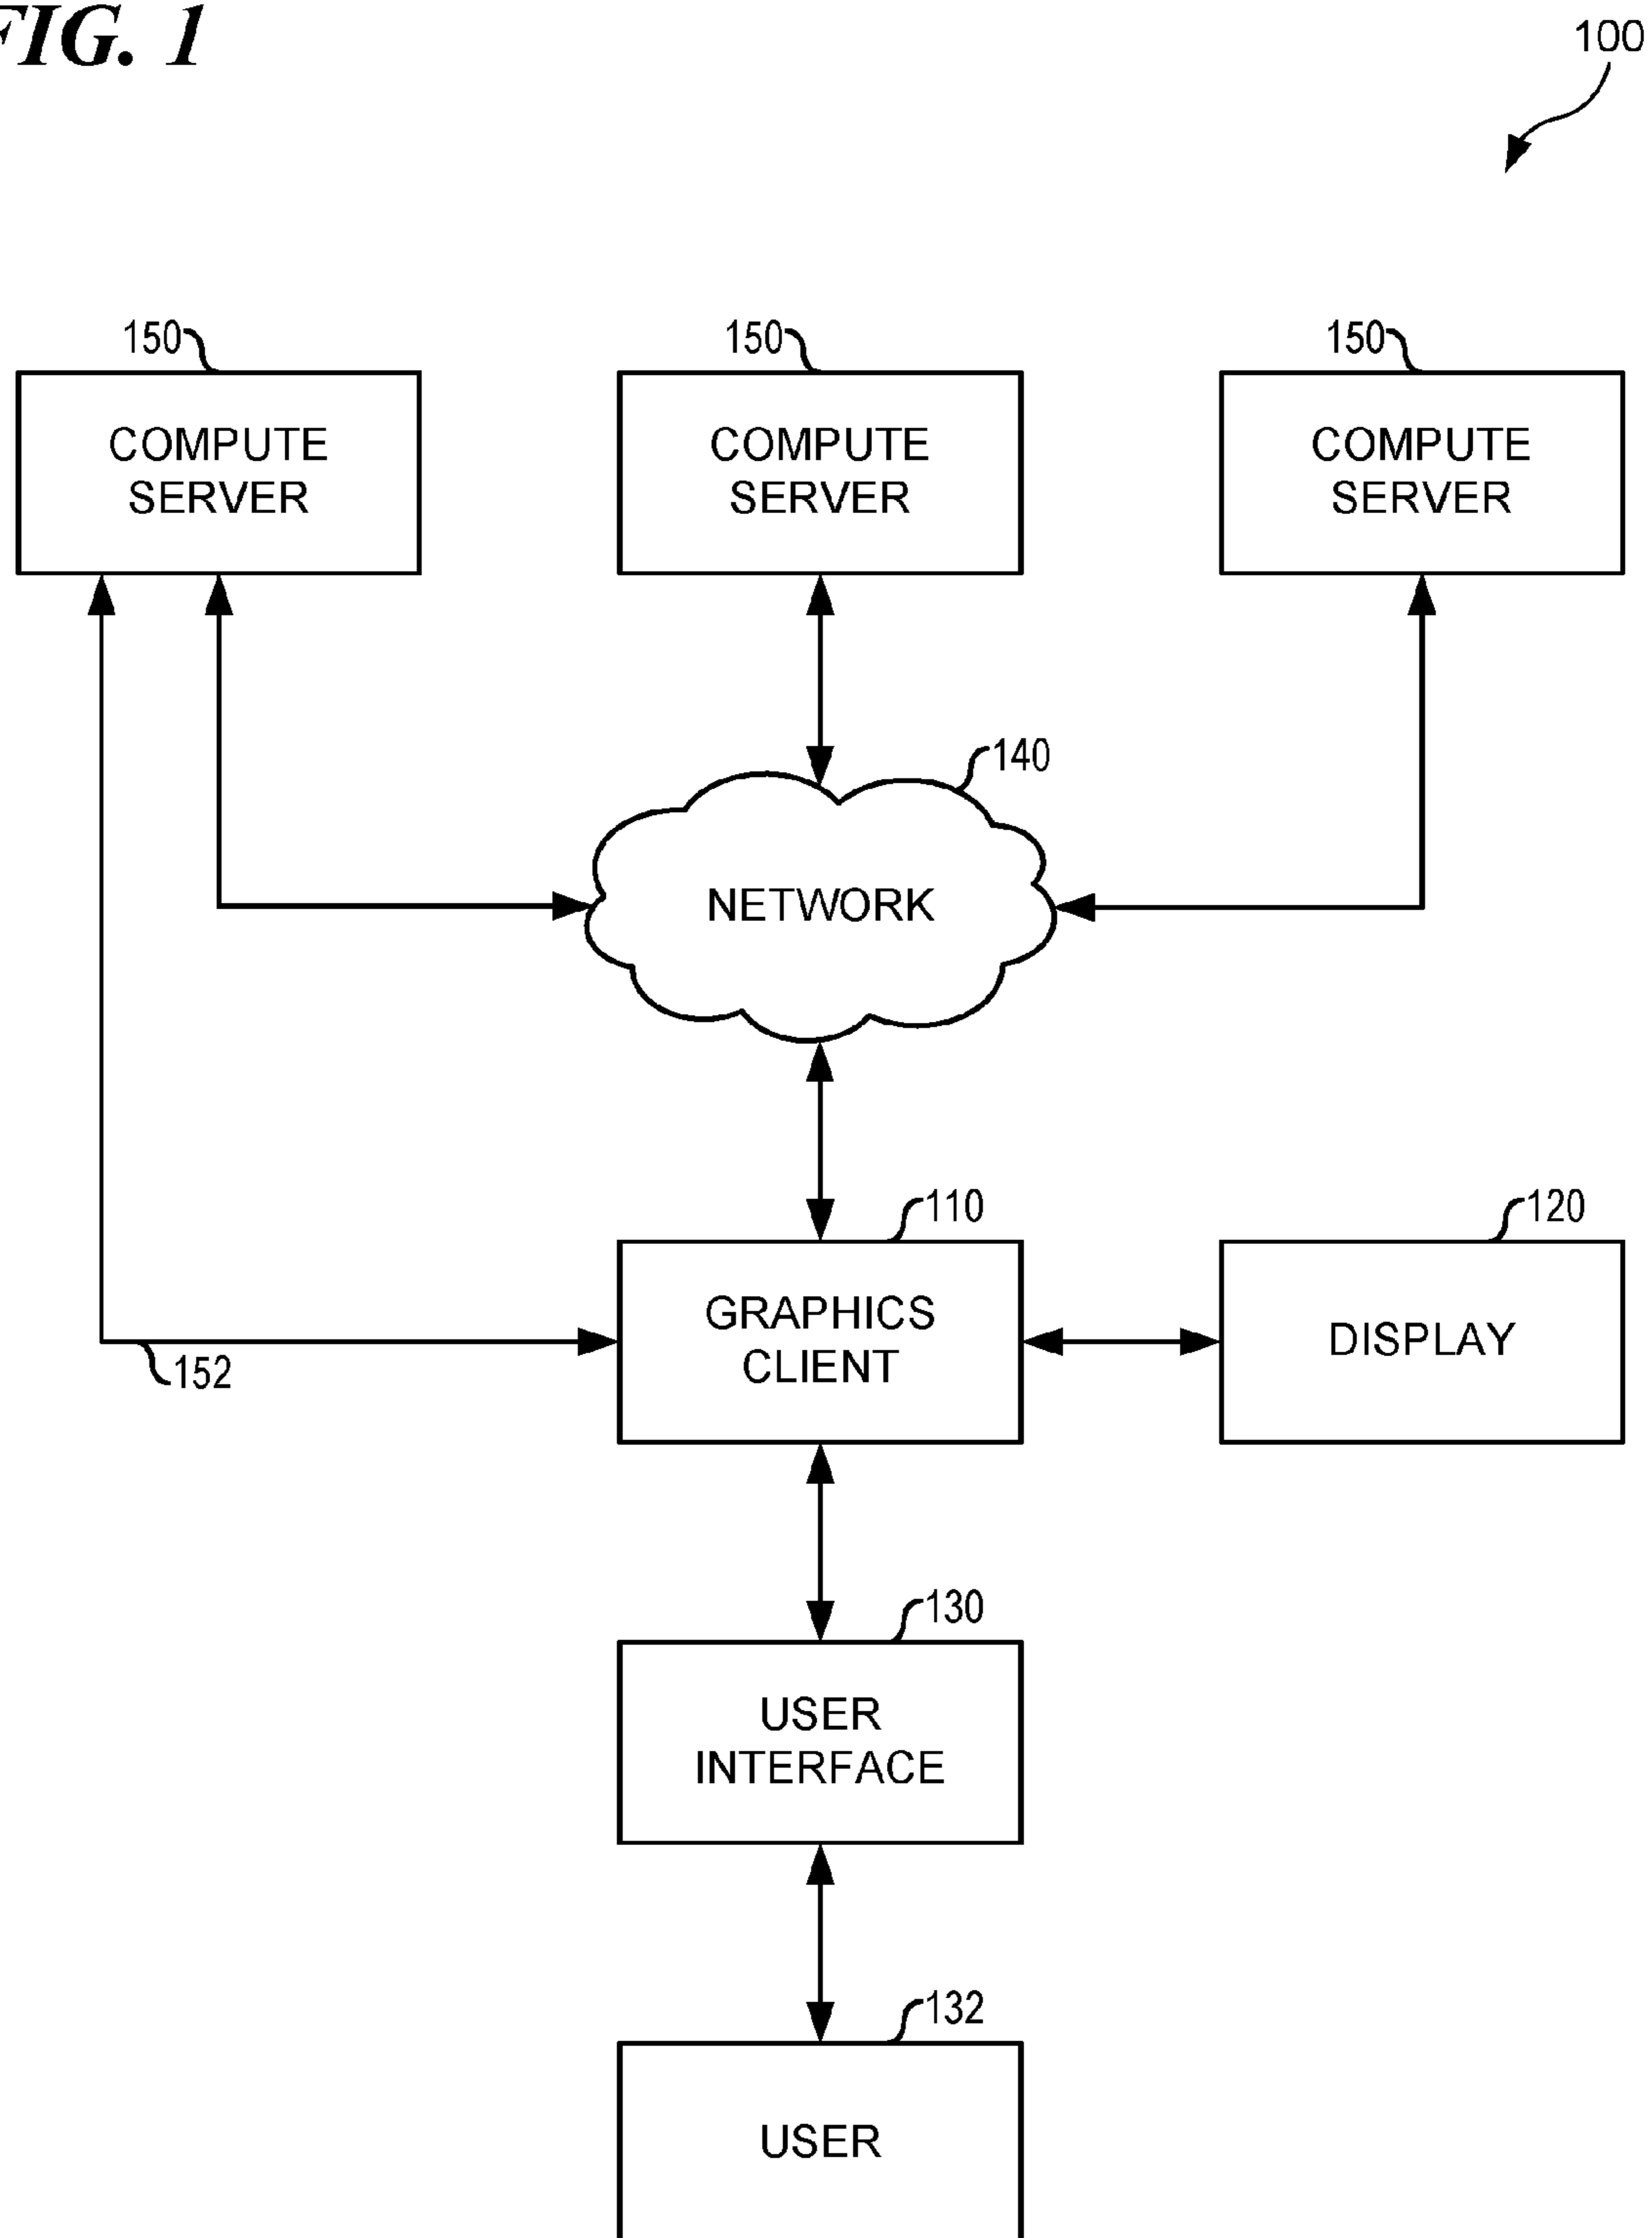 FIG. 1
100
150
150
150
COMPUTE
SERVER
COMPUTE
SERVER
COMPUTE
SERVER
140
NETWORK
110
120
GRAPHICS
CLIENT
DISPLAY
152
130
USER
INTERFACE
132
USER